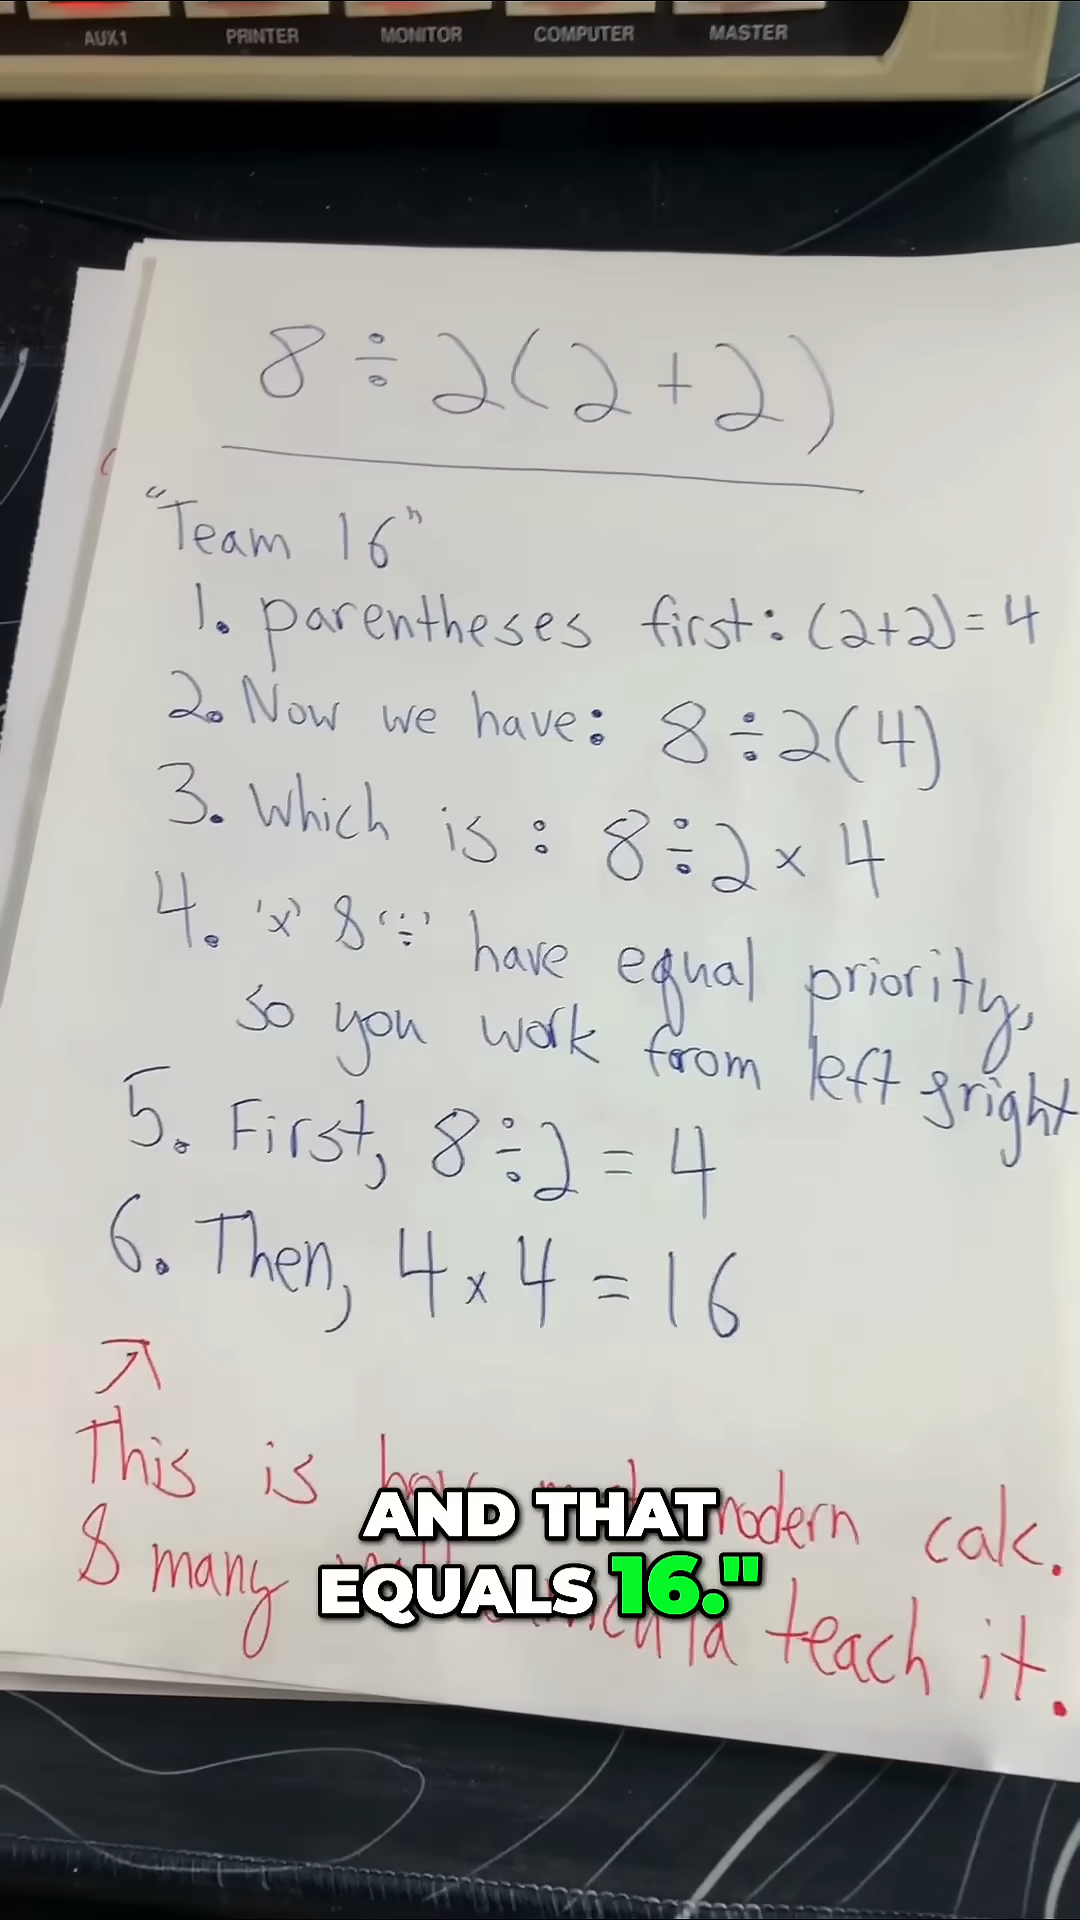 AUX1 PRINTER MONITOR COMPUTER MASTER
8 ÷ 2(2+2)
"Team 16"
1. parentheses first: (2+2)=4
2. Now we have: 8÷2(4)
3. Which is: 8÷2×4
4. 'x' & '÷' have equal priority,
so you work from left & right
5. First, 8÷2 = 4
6. Then, 4×4 = 16
This is modern calc.
& many teach it.
AND THAT
EQUALS 16."